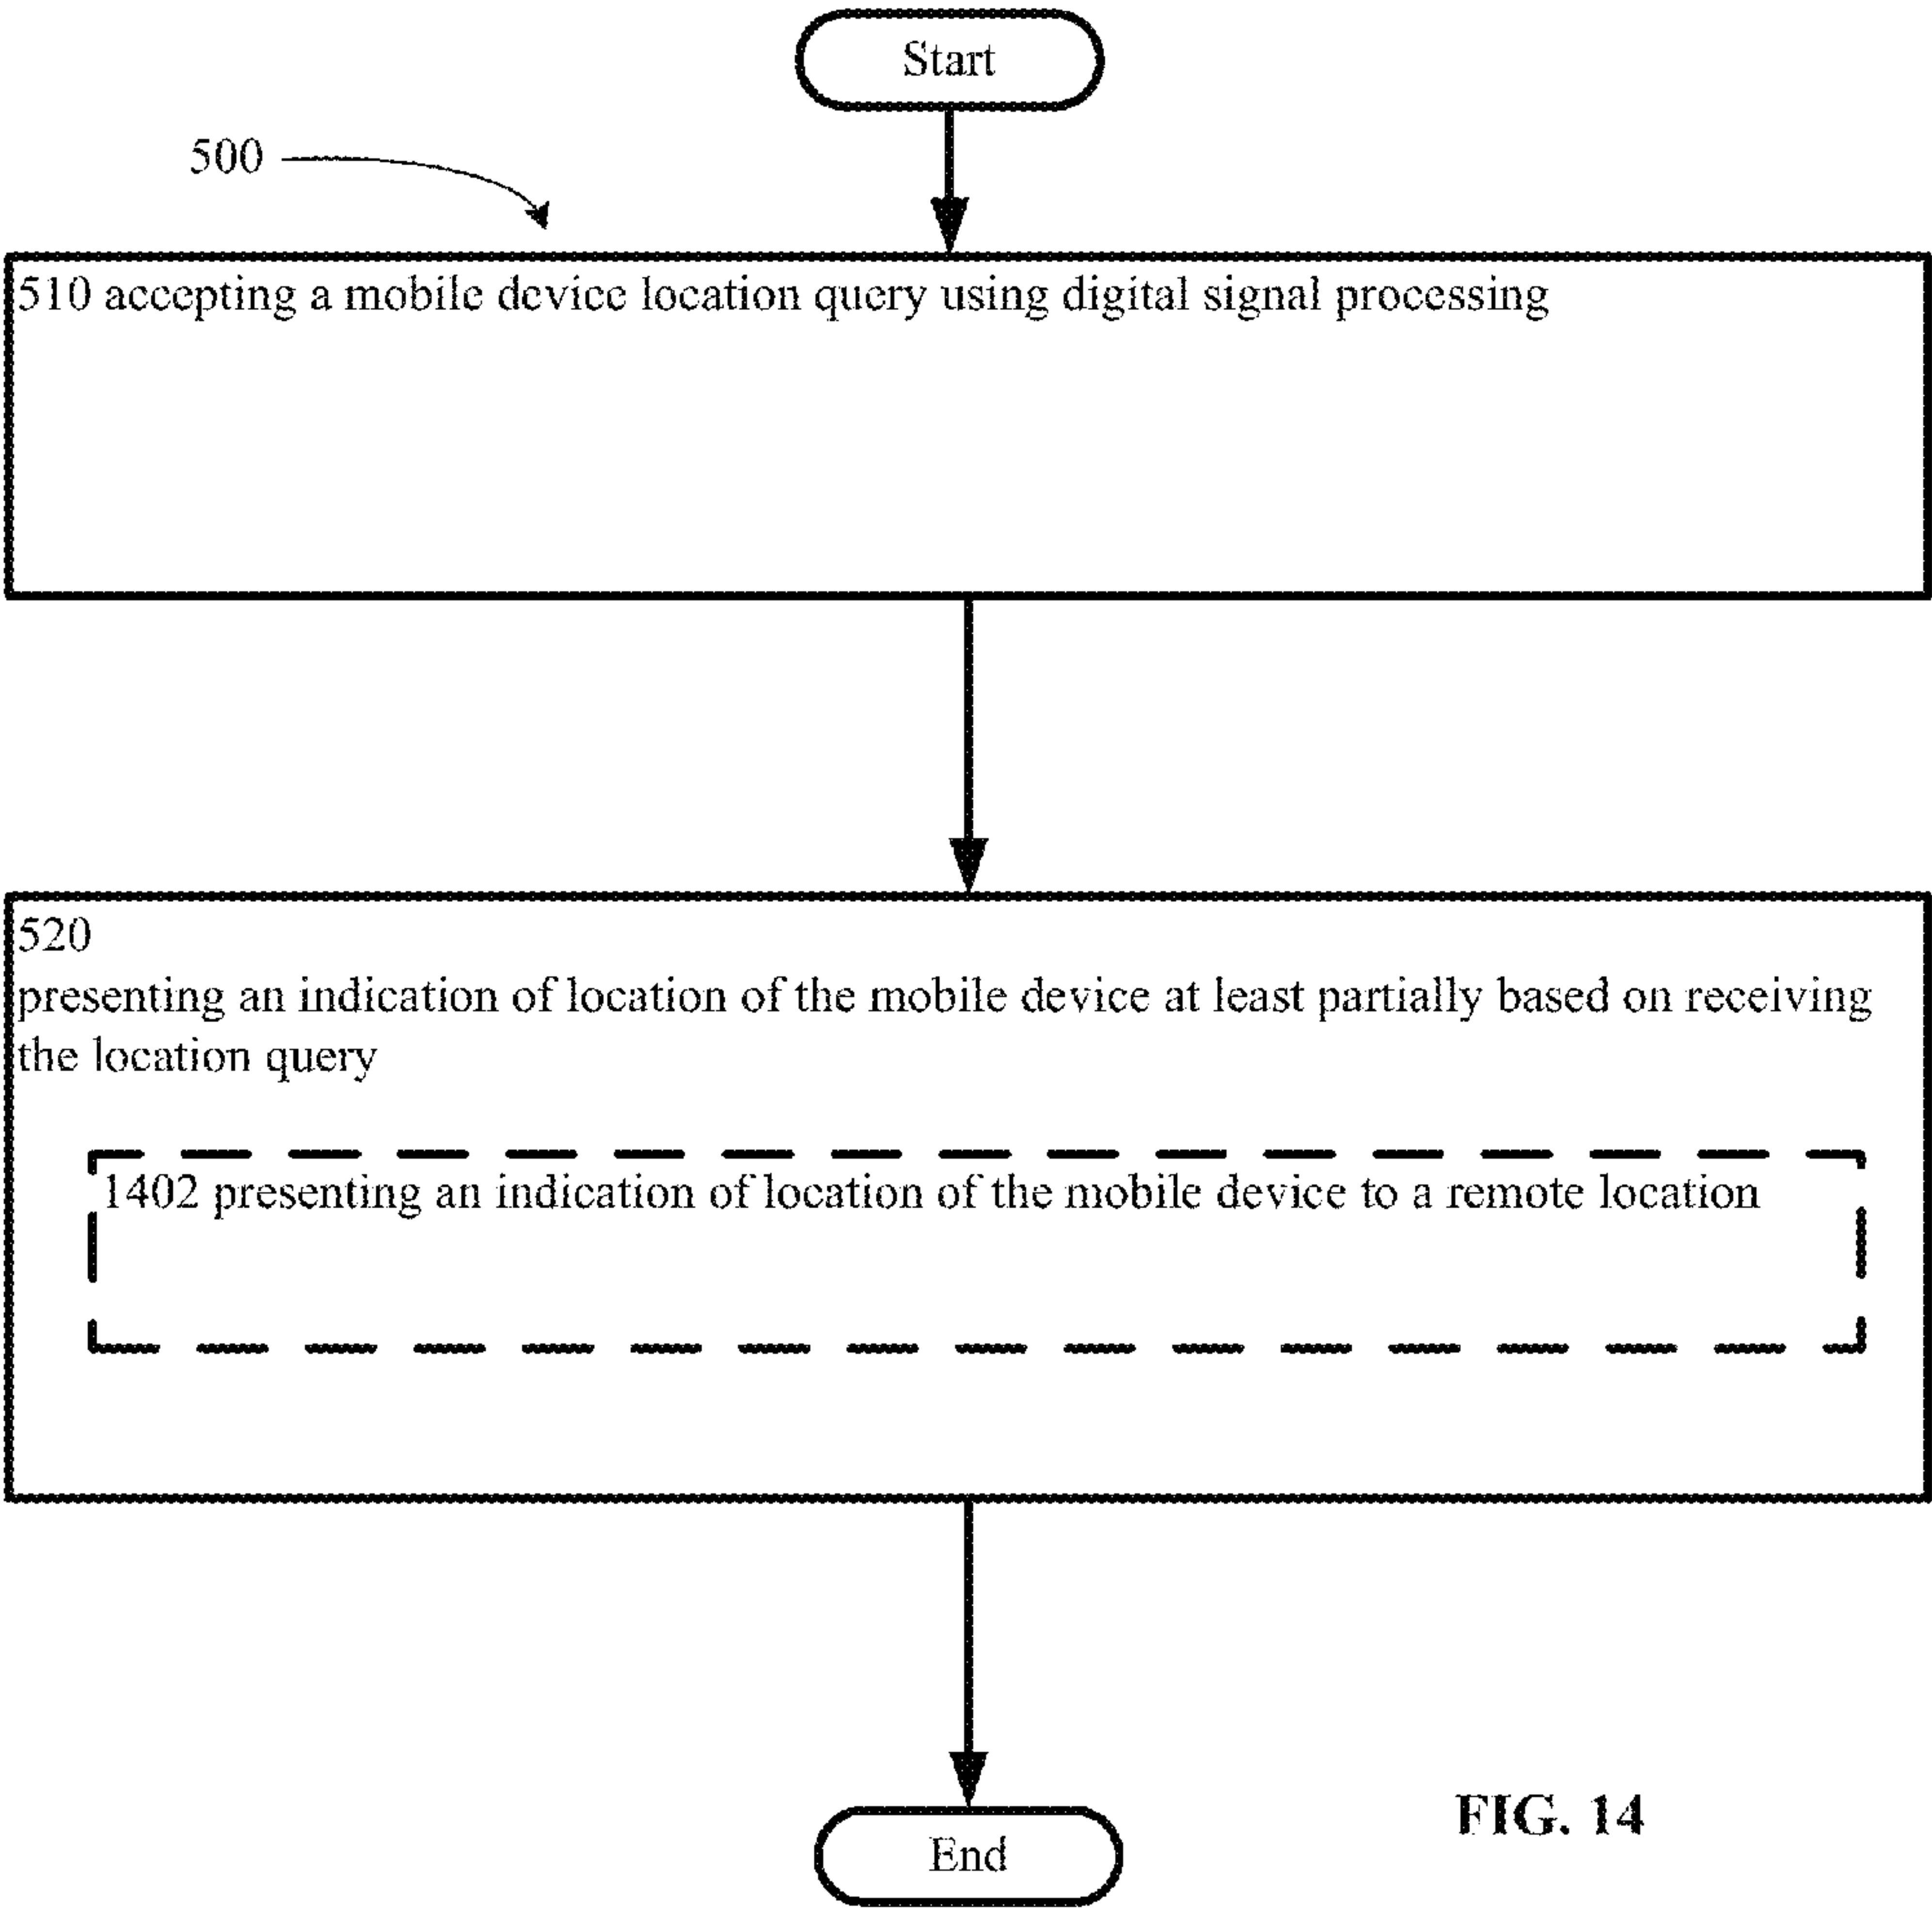 Start
500
510 accepting a mobile device location query using digital signal processing
520
presenting an indication of location of the mobile device at least partially based on receiving
the location query
1402 presenting an indication of location of the mobile device to a remote location
End
FIG. 14